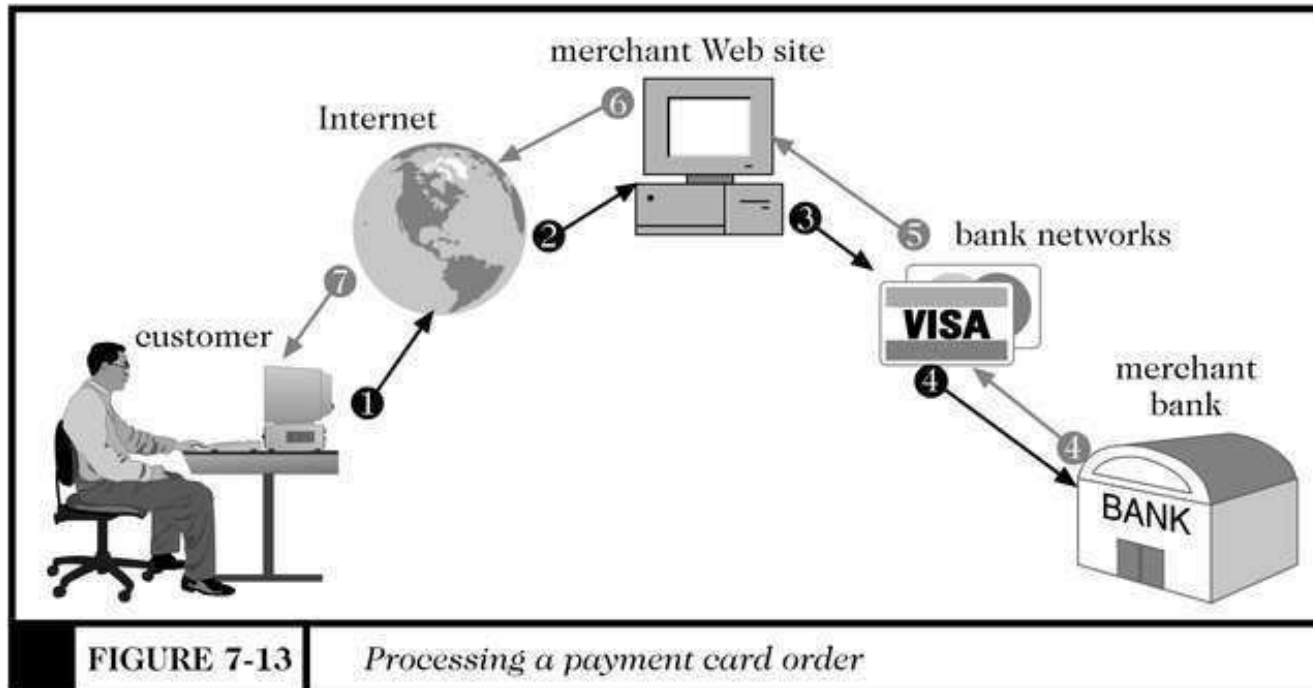 merchant Web site
6
Internet
5
2
3
bank networks
7
VISA
customer
4
merchant
bank
1
4
BANK
FIGURE 7-13
Processing a payment card order